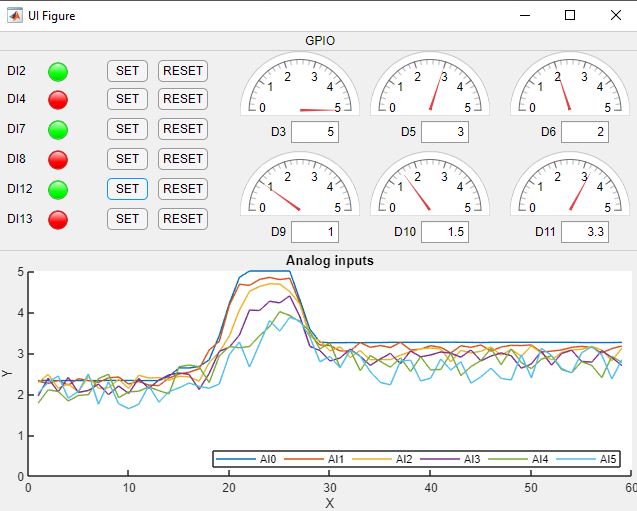 UI Figure
GPIO
DI2 SET RESET
DI4 SET RESET
DI7 SET RESET
DI8 SET RESET
DI12 SET RESET
DI13 SET RESET
0 1 2 3 4 5
0 1 2 3 4 5
0 1 2 3 4 5
D3 5
D5 3
D6 2
0 1 2 3 4 5
0 1 2 3 4 5
0 1 2 3 4 5
D9 1
D10 1.5
D11 3.3
Analog inputs
5
4
3
Y
2
1
0
AI0 AI1 AI2 AI3 AI4 AI5
0 10 20 30 40 50 60
X